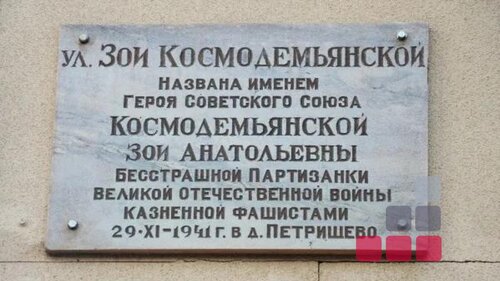 ул. Зои Космодемьянской
Названа именем
Героя Советского Союза
Космодемьянской
Зои Анатольевны
Бесстрашной Партизанки
Великой Отечественной войны
казненной фашистами
29-XI-1941 г. в д. Петрищево